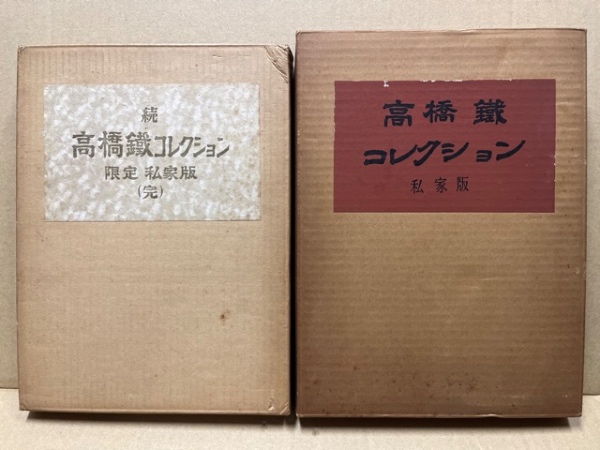 続
高橋鐵コレクション
限定 私家版
(完)
高橋 鐵
コレクション
私家版